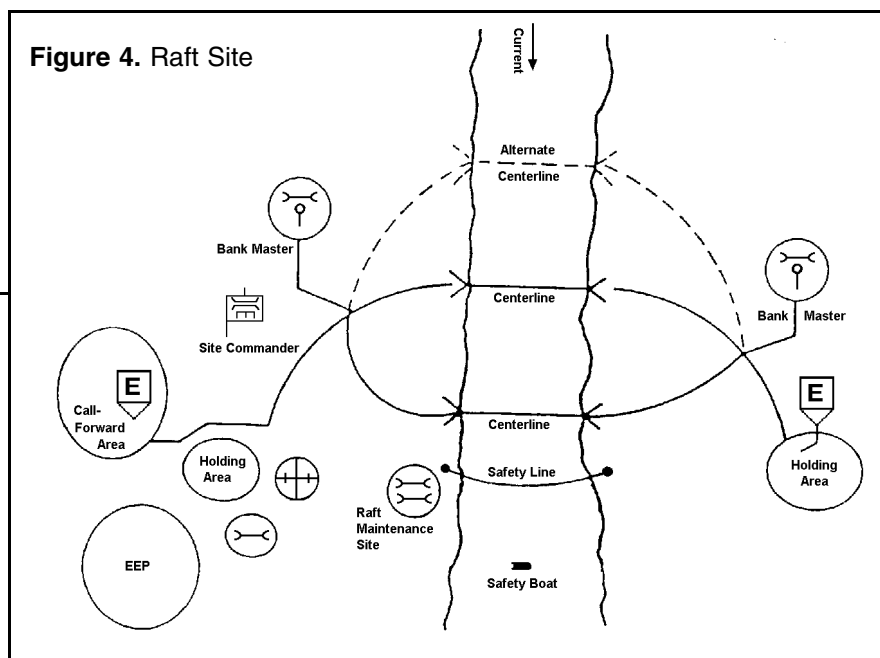 Figure 4. Raft Site
Current
Alternate
Centerline
Bank Master
Centerline
Bank Master
Site Commander
E
Call-
Forward
Area
E
Centerline
Holding
Area
Safety Line
Holding
Area
Raft
Maintenance
Site
EEP
Safety Boat